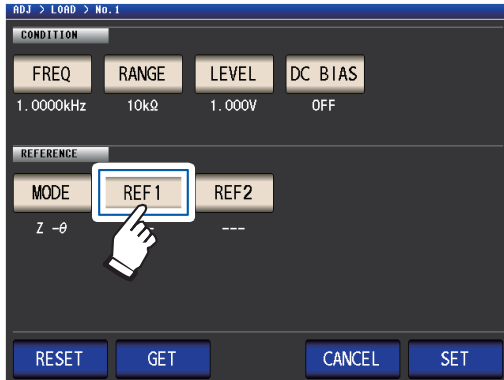 ADJ > LOAD > No.1
CONDITION
FREQ RANGE LEVEL DC BIAS
1.0000kHz 10kΩ 1.000V OFF
REFERENCE
MODE REF1 REF2
Z -θ ---
RESET GET CANCEL SET